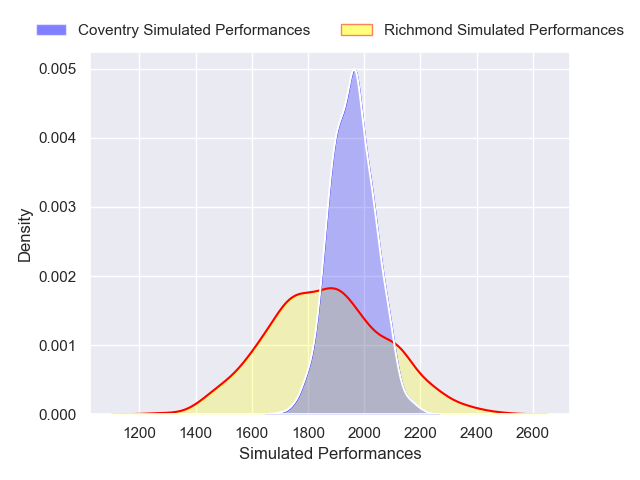 Coventry Simulated Performances
Richmond Simulated Performances
0.005
0.004
0.003
0.002
0.001
0.000
Density
1200 1400 1600 1800 2000 2200 2400 2600
Simulated Performances